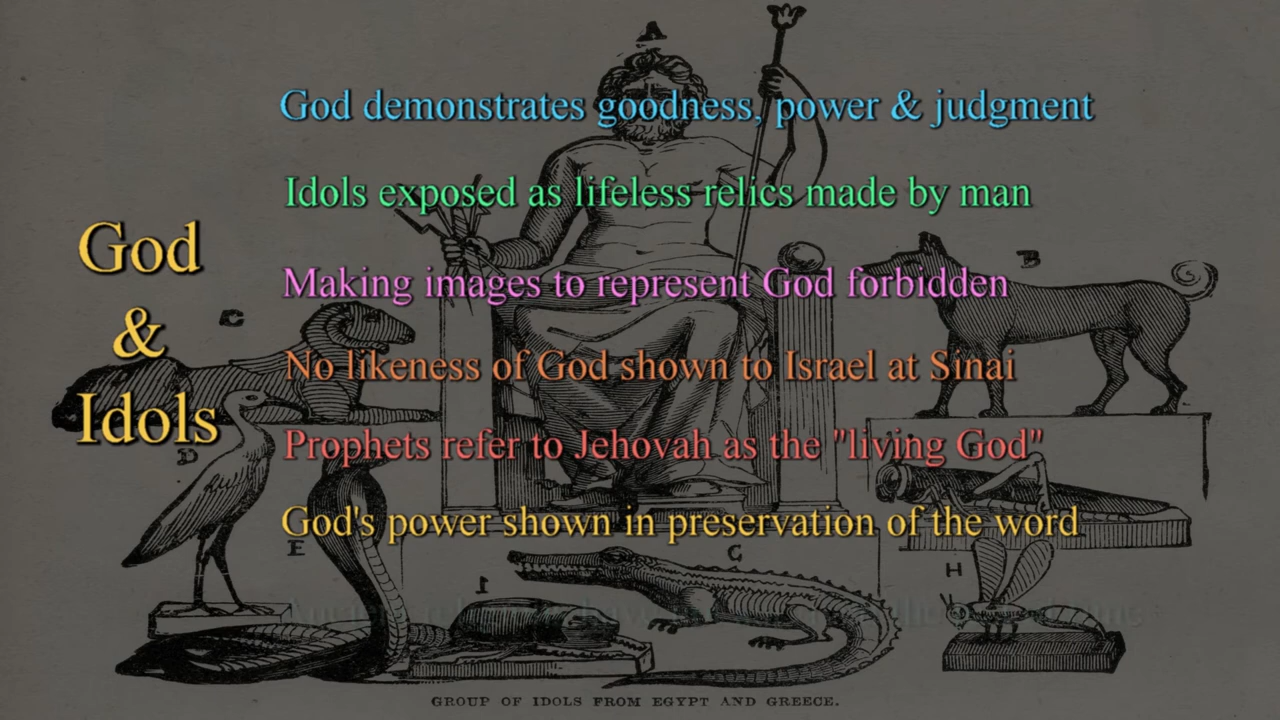 God
&
Idols
God demonstrates goodness, power & judgment
Idols exposed as lifeless relics made by man
Making images to represent God forbidden
No likeness of God shown to Israel at Sinai
Prophets refer to Jehovah as the "living God"
God's power shown in preservation of the word
A
B
C
D
E
I
C
H
GROUP OF IDOLS FROM EGYPT AND GREECE.